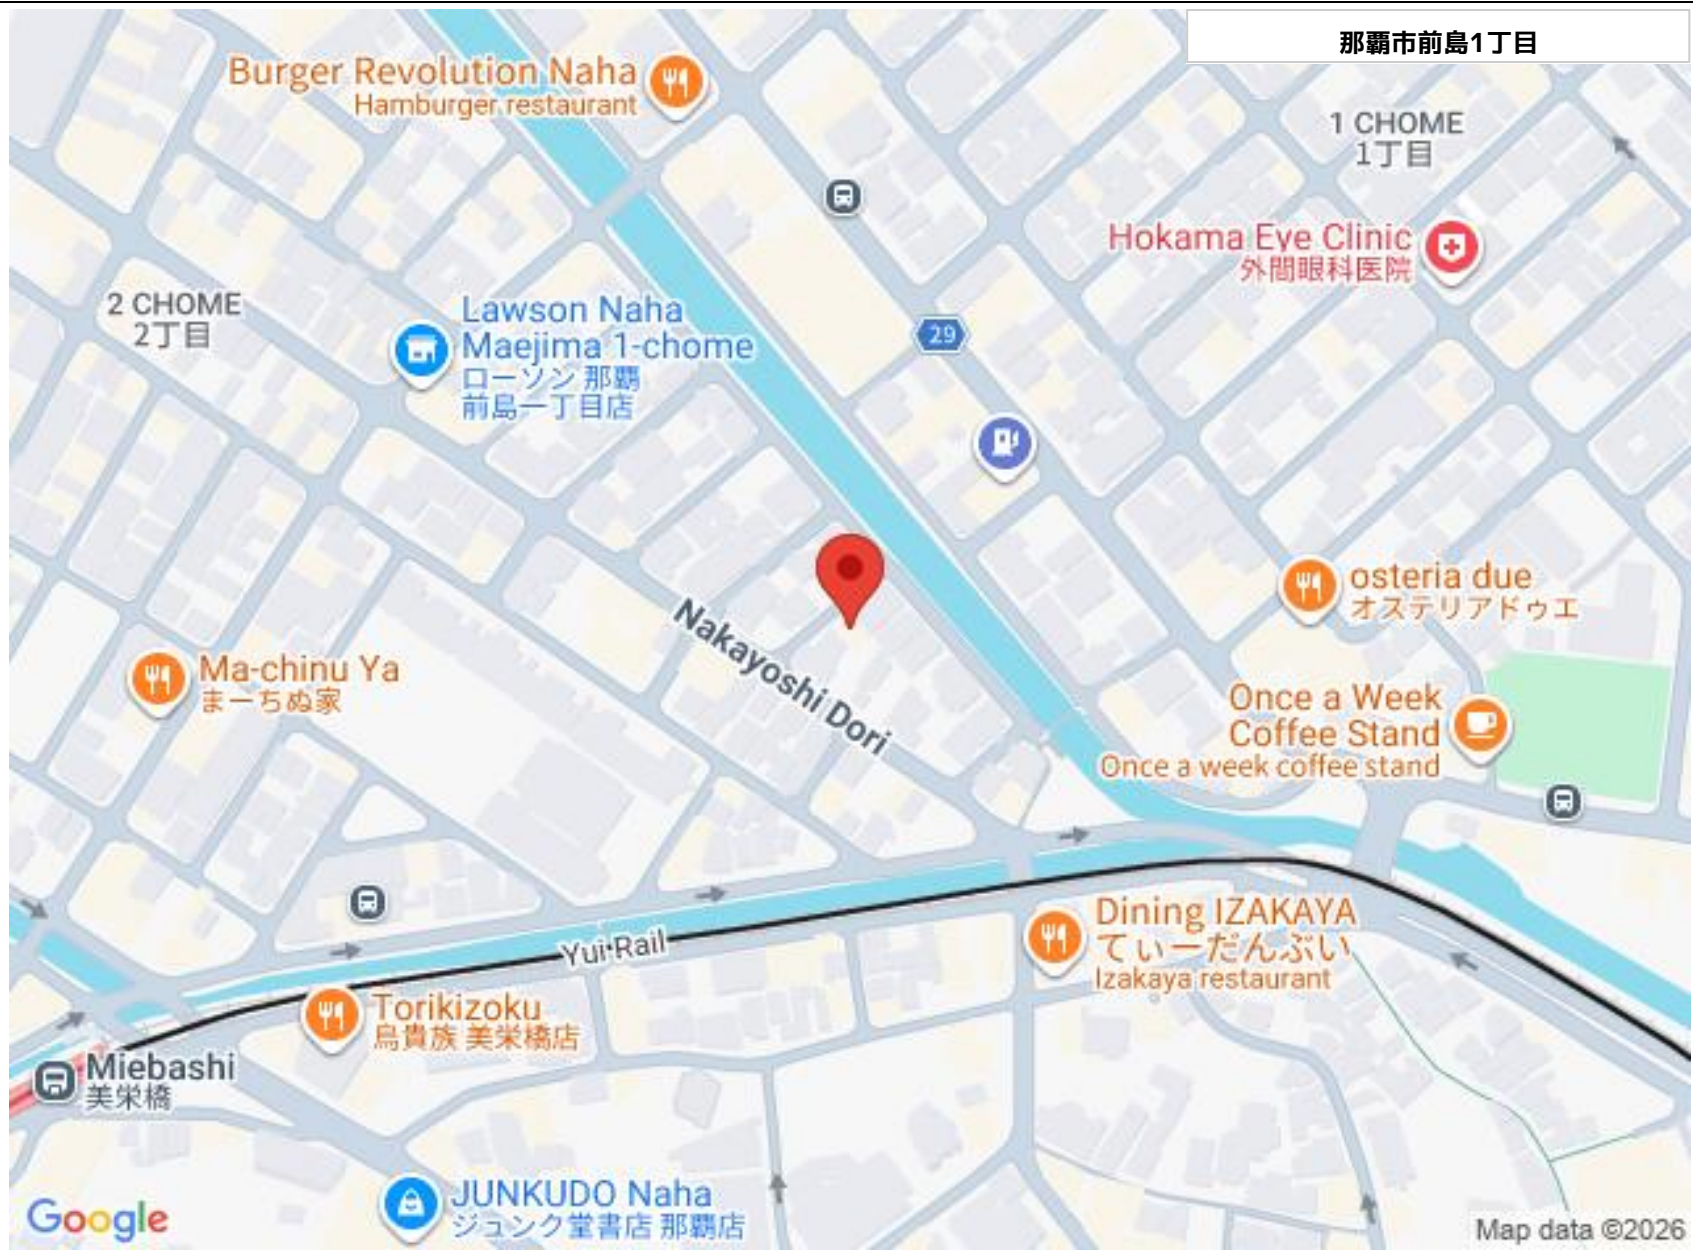 那覇市前島1丁目
Burger Revolution Naha
Hamburger restaurant
1 CHOME
1丁目
Hokama Eye Clinic
外間眼科医院
2 CHOME
2丁目
Lawson Naha
Maejima 1-chome
ローソン 那覇
前島一丁目店
29
osteria due
オステリアドゥエ
Nakayoshi Dori
Ma-chinu Ya
まーちぬ家
Once a Week
Coffee Stand
Once a week coffee stand
Dining IZAKAYA
てぃーだんぶい
Izakaya restaurant
Yui Rail
Torikizoku
鳥貴族 美栄橋店
Miebashi
美栄橋
JUNKUDO Naha
ジュンク堂書店 那覇店
Google
Map data ©2026